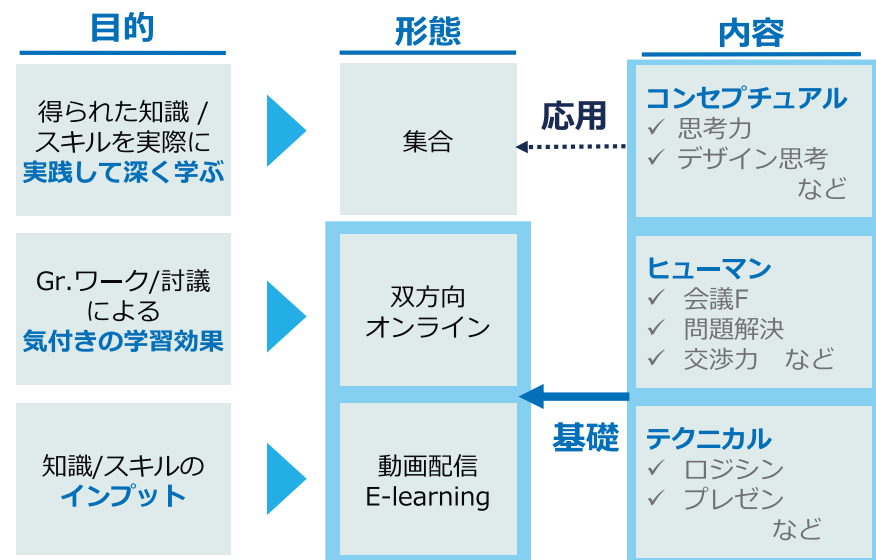 目的
形態
内容
得られた知識 /
スキルを実際に
実践して深く学ぶ
集合
応用
コンセプチュアル
✓ 思考力
✓ デザイン思考
など
Gr.ワーク/討議
による
気付きの学習効果
双方向
オンライン
ヒューマン
✓ 会議F
✓ 問題解決
✓ 交渉力 など
知識/スキルの
インプット
動画配信
E-learning
基礎
テクニカル
✓ ロジシン
✓ プレゼン
など